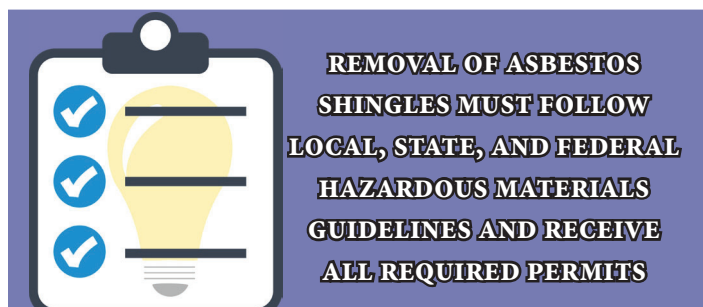 REMOVAL OF ASBESTOS
SHINGLES MUST FOLLOW
LOCAL, STATE, AND FEDERAL
HAZARDOUS MATERIALS
GUIDELINES AND RECEIVE
ALL REQUIRED PERMITS